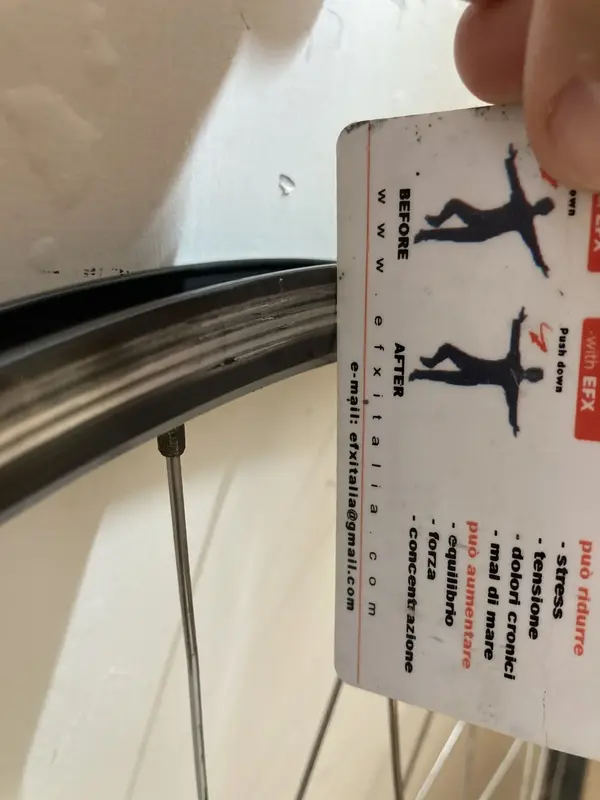 EFX
own
BEFORE
with EFX
Push down
AFTER
può ridurre
- stress
- tensione
- dolori cronici
- mal di mare
può aumentare
- equilibrio
- forza
- concentrazione
www.efxitalia.com
e-mail: efxitalia@gmail.com